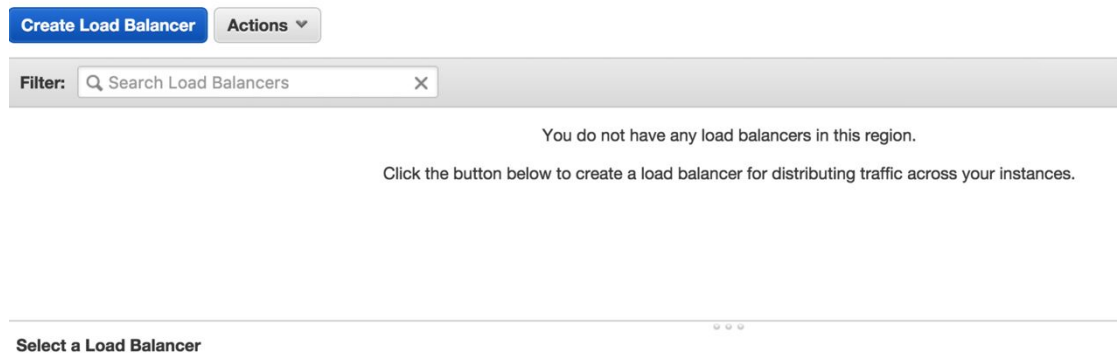 Create Load Balancer Actions
Filter: Search Load Balancers
You do not have any load balancers in this region.
Click the button below to create a load balancer for distributing traffic across your instances.
Select a Load Balancer